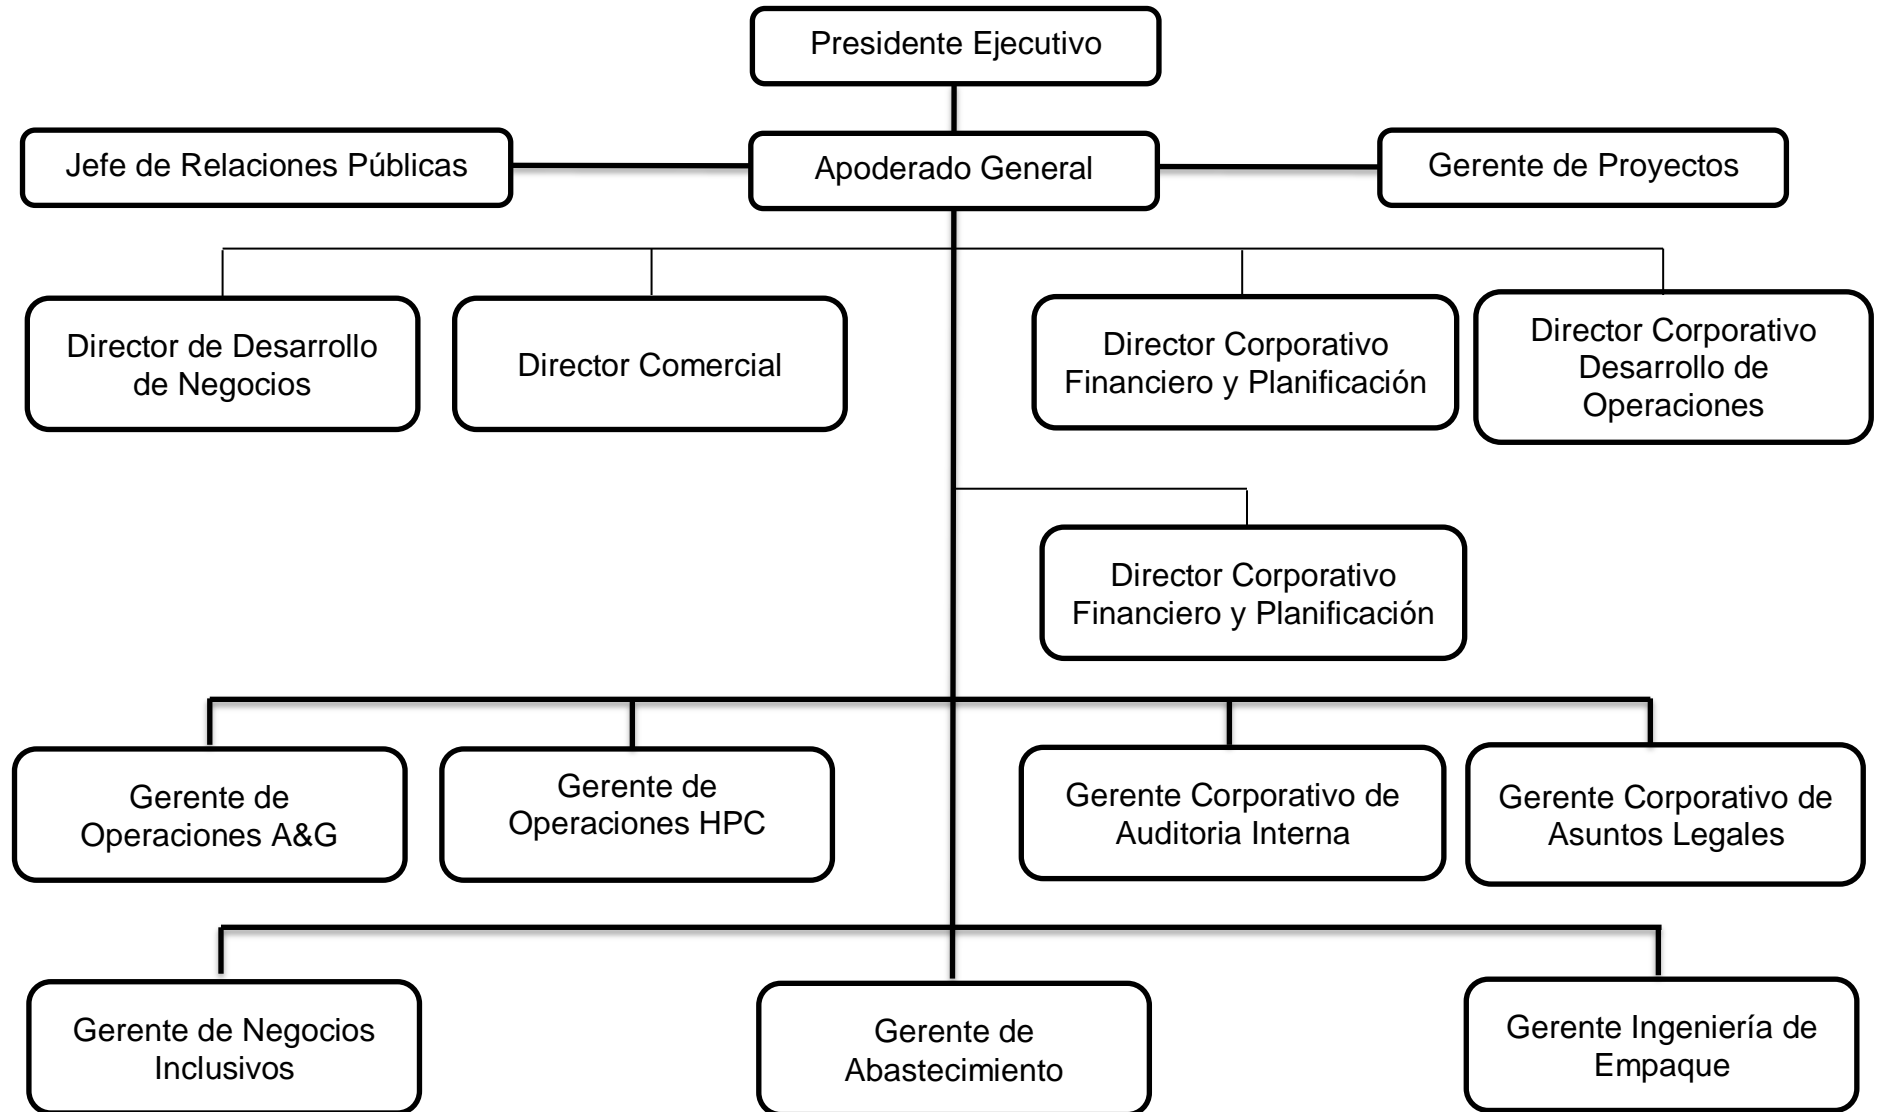 Presidente Ejecutivo
Jefe de Relaciones Públicas
Apoderado General
Gerente de Proyectos
Director de Desarrollo
de Negocios
Director Comercial
Director Corporativo
Financiero y Planificación
Director Corporativo
Desarrollo de
Operaciones
Director Corporativo
Financiero y Planificación
Gerente de
Operaciones A&G
Gerente de
Operaciones HPC
Gerente Corporativo de
Auditoria Interna
Gerente Corporativo de
Asuntos Legales
Gerente de Negocios
Inclusivos
Gerente de
Abastecimiento
Gerente Ingeniería de
Empaque